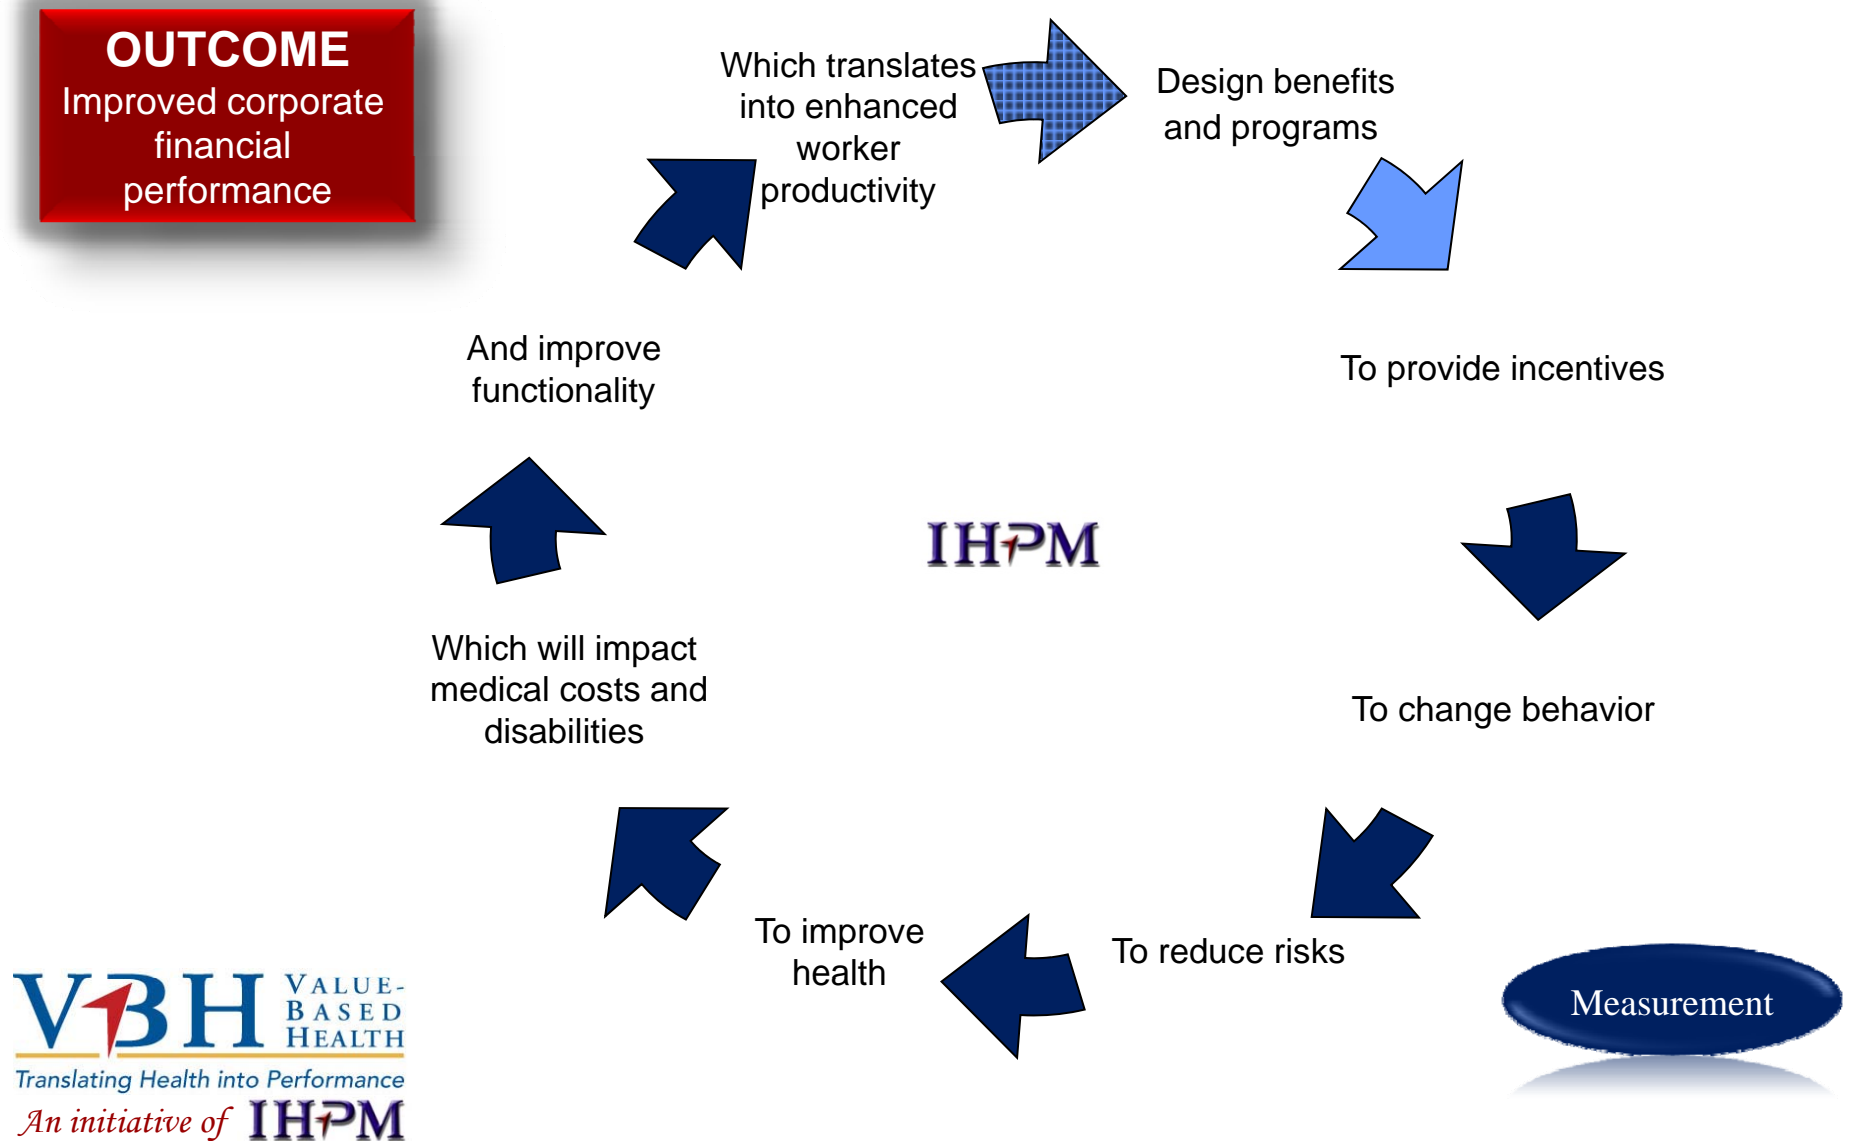 OUTCOME
Improved corporate
financial
performance
Which translates
into enhanced
worker
productivity
Design benefits
and programs
To provide incentives
To change behavior
To reduce risks
To improve
health
Which will impact
medical costs and
disabilities
And improve
functionality
IHPM
VBH
VALUE-
BASED
HEALTH
Translating Health into Performance
An initiative of IHPM
Measurement